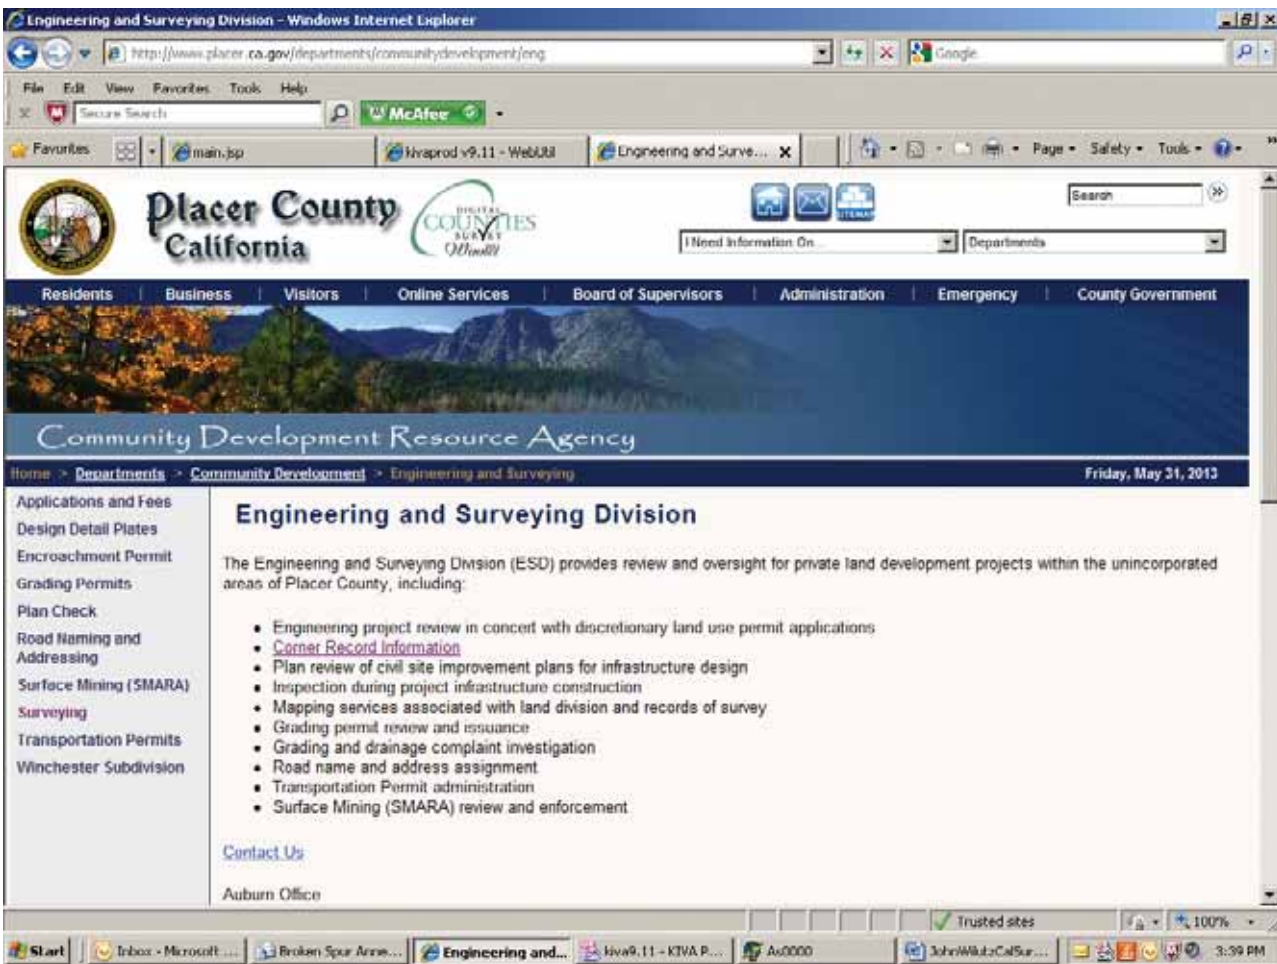 Engineering and Surveying Division - Windows Internet Explorer
http://www.placer.ca.gov/departments/communitydevelopment/eng
Google
File Edit View Favorites Tools Help
Secure Search
McAfee
Favorites
main.jsp
kivaprod v9.11 - WebUtil
Engineering and Surve... X
Page
Safety
Tools
Placer County
California
DIGITAL
COUNTIES
SURVEY
SITEMAP
Search
I Need Information On...
Departments
Residents | Business | Visitors | Online Services | Board of Supervisors | Administration | Emergency | County Government
Community Development Resource Agency
Home > Departments > Community Development > Engineering and Surveying
Friday, May 31, 2013
Applications and Fees
Design Detail Plates
Encroachment Permit
Grading Permits
Plan Check
Road Naming and
Addressing
Surface Mining (SMARA)
Surveying
Transportation Permits
Winchester Subdivision
Engineering and Surveying Division
The Engineering and Surveying Division (ESD) provides review and oversight for private land development projects within the unincorporated
areas of Placer County, including:
• Engineering project review in concert with discretionary land use permit applications
• Corner Record Information
• Plan review of civil site improvement plans for infrastructure design
• Inspection during project infrastructure construction
• Mapping services associated with land division and records of survey
• Grading permit review and issuance
• Grading and drainage complaint investigation
• Road name and address assignment
• Transportation Permit administration
• Surface Mining (SMARA) review and enforcement
Contact Us
Auburn Office
Trusted sites
100%
Start
Inbox - Microsoft ...
Broken Spur Anne...
Engineering and...
kiva9.11 - KIVA P...
As0000
3:39 PM